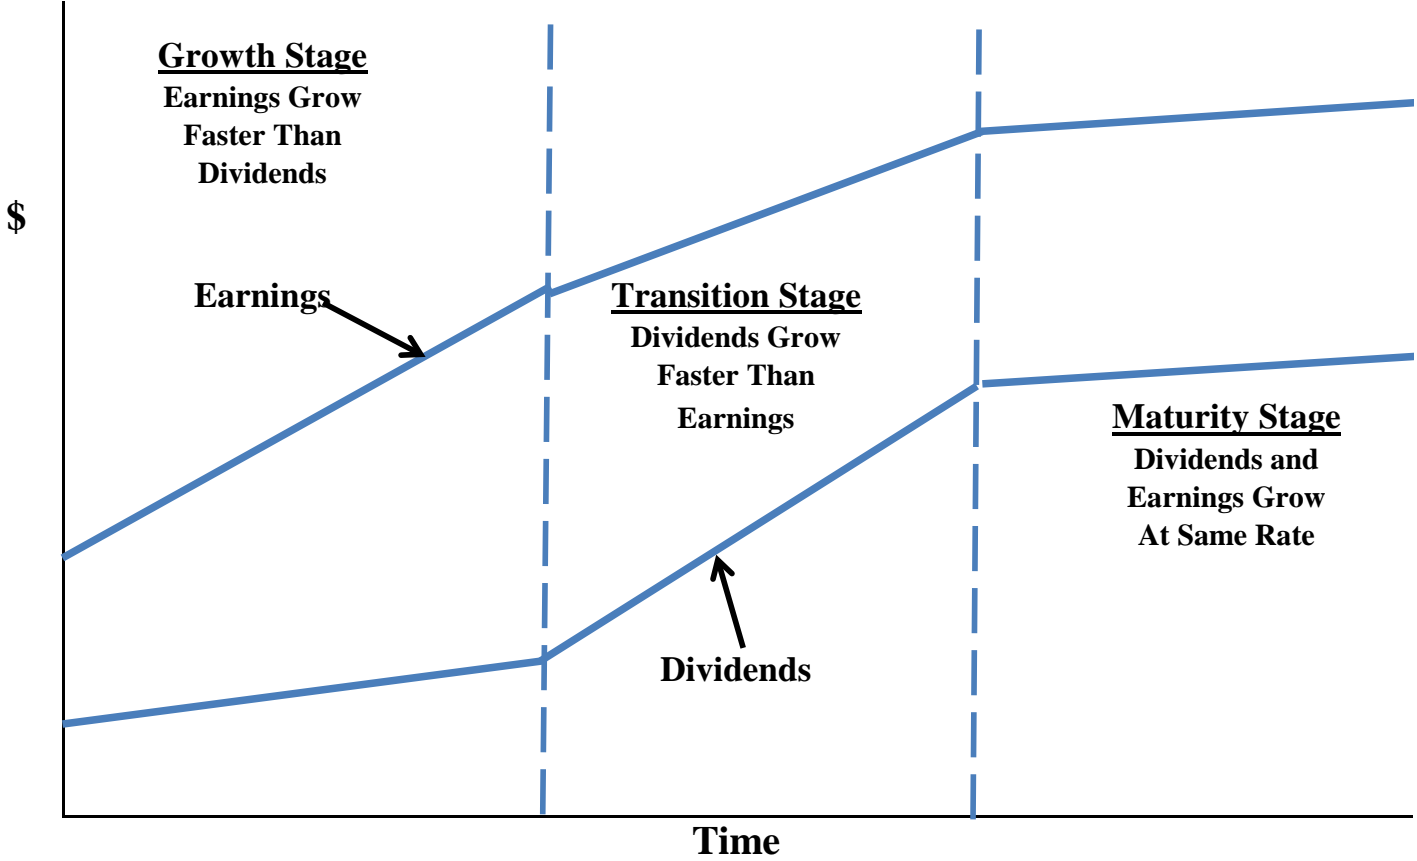 Growth Stage
Earnings Grow
Faster Than
Dividends
$
Earnings
Transition Stage
Dividends Grow
Faster Than
Earnings
Maturity Stage
Dividends and
Earnings Grow
At Same Rate
Dividends
Time